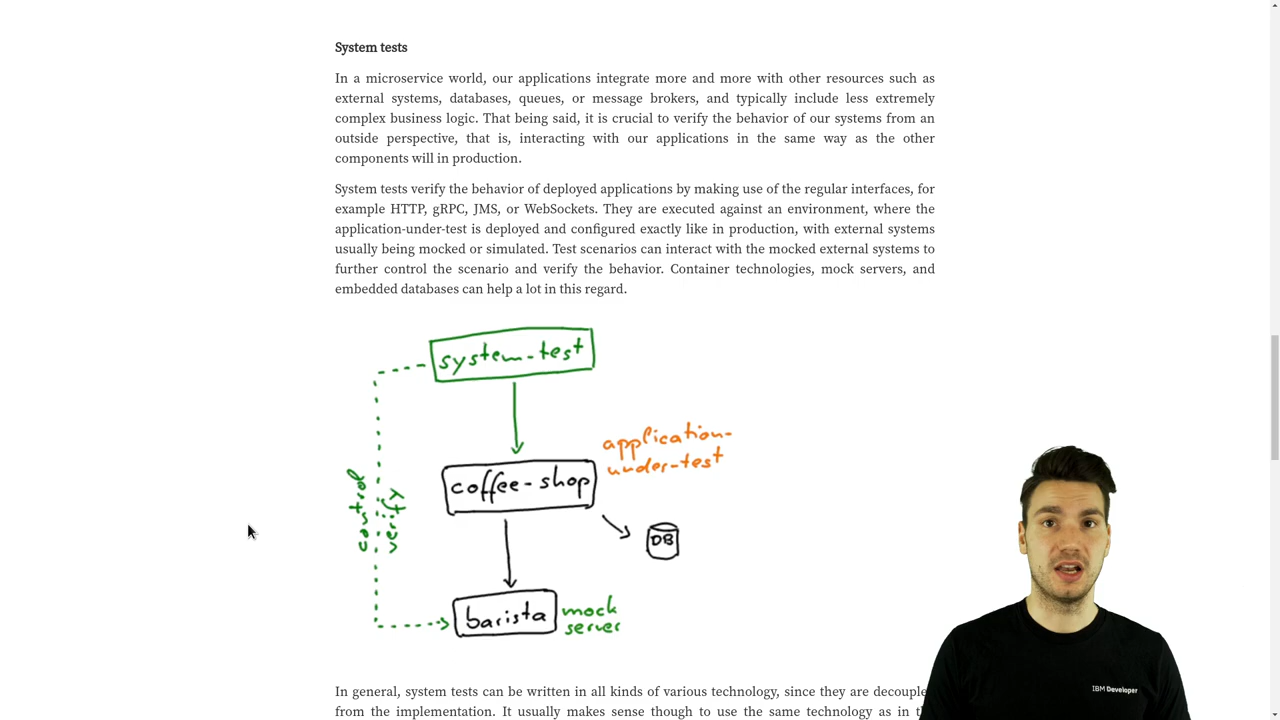 System tests
In a microservice world, our applications integrate more and more with other resources such as
external systems, databases, queues, or message brokers, and typically include less extremely
complex business logic. That being said, it is crucial to verify the behavior of our systems from an
outside perspective, that is, interacting with our applications in the same way as the other
components will in production.
System tests verify the behavior of deployed applications by making use of the regular interfaces, for
example HTTP, gRPC, JMS, or WebSockets. They are executed against an environment, where the
application-under-test is deployed and configured exactly like in production, with external systems
usually being mocked or simulated. Test scenarios can interact with the mocked external systems to
further control the scenario and verify the behavior. Container technologies, mock servers, and
embedded databases can help a lot in this regard.
system-test
application-
under-test
coffee-shop
control
verify
DB
barista
mock
server
IBM Developer
In general, system tests can be written in all kinds of various technology, since they are decouple
from the implementation. It usually makes sense though to use the same technology as in t